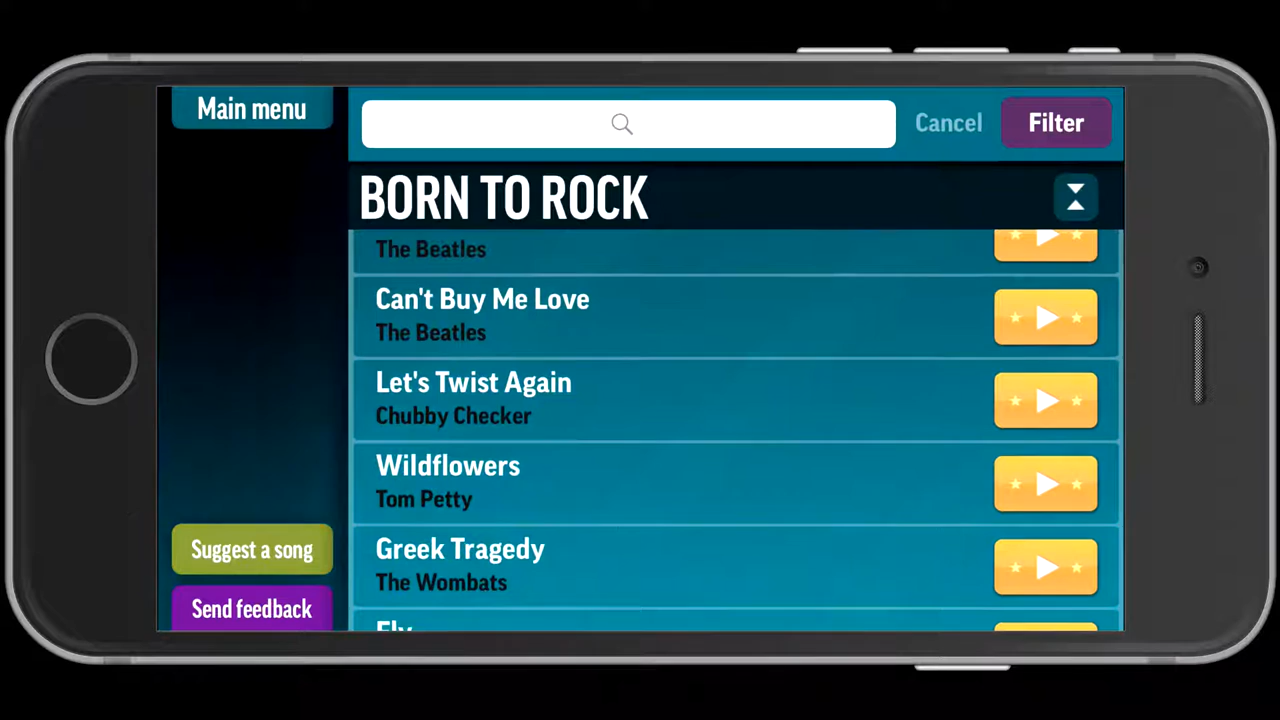 Main menu
Cancel
Filter
BORN TO ROCK
The Beatles
Can't Buy Me Love
The Beatles
Let's Twist Again
Chubby Checker
Wildflowers
Tom Petty
Greek Tragedy
The Wombats
Fly
Suggest a song
Send feedback